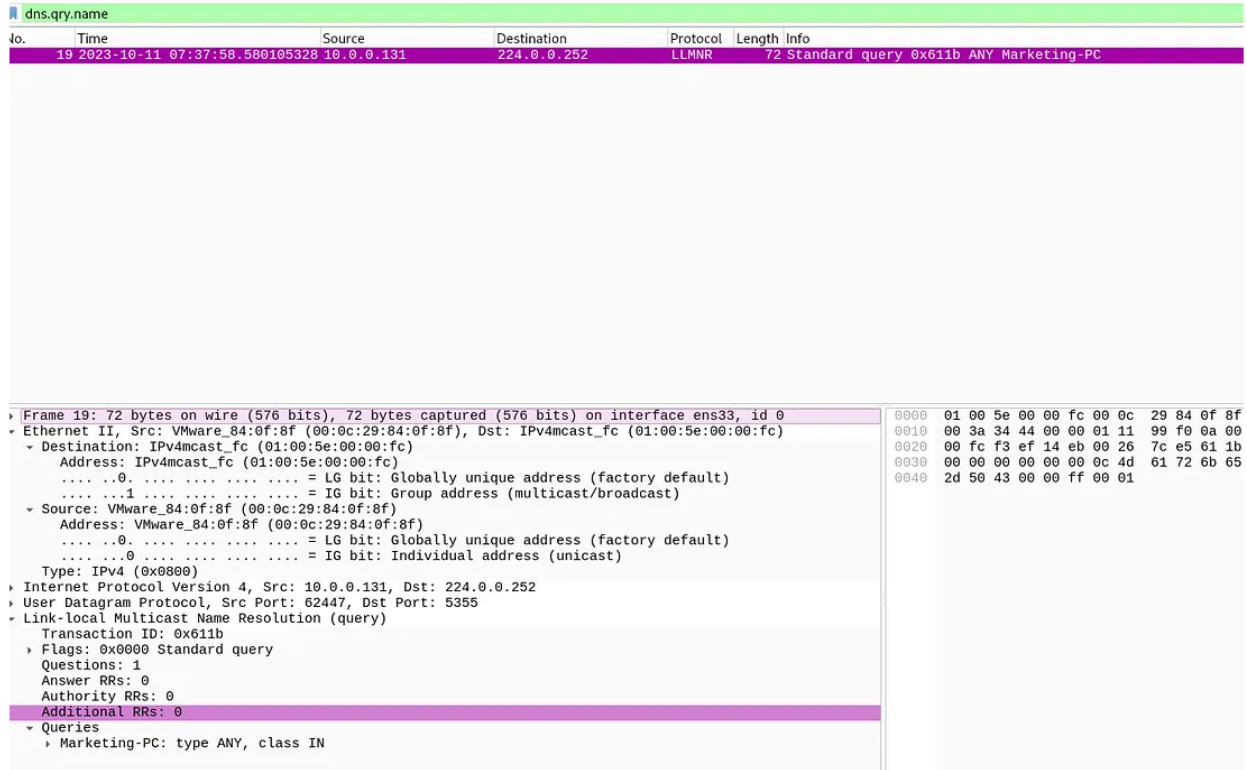 dns.qry.name
No. Time Source Destination Protocol Length Info
19 2023-10-11 07:37:58.580105328 10.0.0.131 224.0.0.252 LLMNR 72 Standard query 0x611b ANY Marketing-PC
Frame 19: 72 bytes on wire (576 bits), 72 bytes captured (576 bits) on interface ens33, id 0
Ethernet II, Src: VMware_84:0f:8f (00:0c:29:84:0f:8f), Dst: IPv4mcast_fc (01:00:5e:00:00:fc)
Destination: IPv4mcast_fc (01:00:5e:00:00:fc)
Address: IPv4mcast_fc (01:00:5e:00:00:fc)
.... ..0. .... .... .... .... = LG bit: Globally unique address (factory default)
.... ...1 .... .... .... .... = IG bit: Group address (multicast/broadcast)
Source: VMware_84:0f:8f (00:0c:29:84:0f:8f)
Address: VMware_84:0f:8f (00:0c:29:84:0f:8f)
.... ..0. .... .... .... .... = LG bit: Globally unique address (factory default)
.... ...0 .... .... .... .... = IG bit: Individual address (unicast)
Type: IPv4 (0x0800)
Internet Protocol Version 4, Src: 10.0.0.131, Dst: 224.0.0.252
User Datagram Protocol, Src Port: 62447, Dst Port: 5355
Link-local Multicast Name Resolution (query)
Transaction ID: 0x611b
Flags: 0x0000 Standard query
Questions: 1
Answer RRs: 0
Authority RRs: 0
Additional RRs: 0
Queries
Marketing-PC: type ANY, class IN
0000 01 00 5e 00 00 fc 00 0c 29 84 0f 8f
0010 00 3a 34 44 00 00 01 11 99 f0 0a 00
0020 00 fc f3 ef 14 eb 00 26 7c e5 61 1b
0030 00 00 00 00 00 00 0c 4d 61 72 6b 65
0040 2d 50 43 00 00 ff 00 01